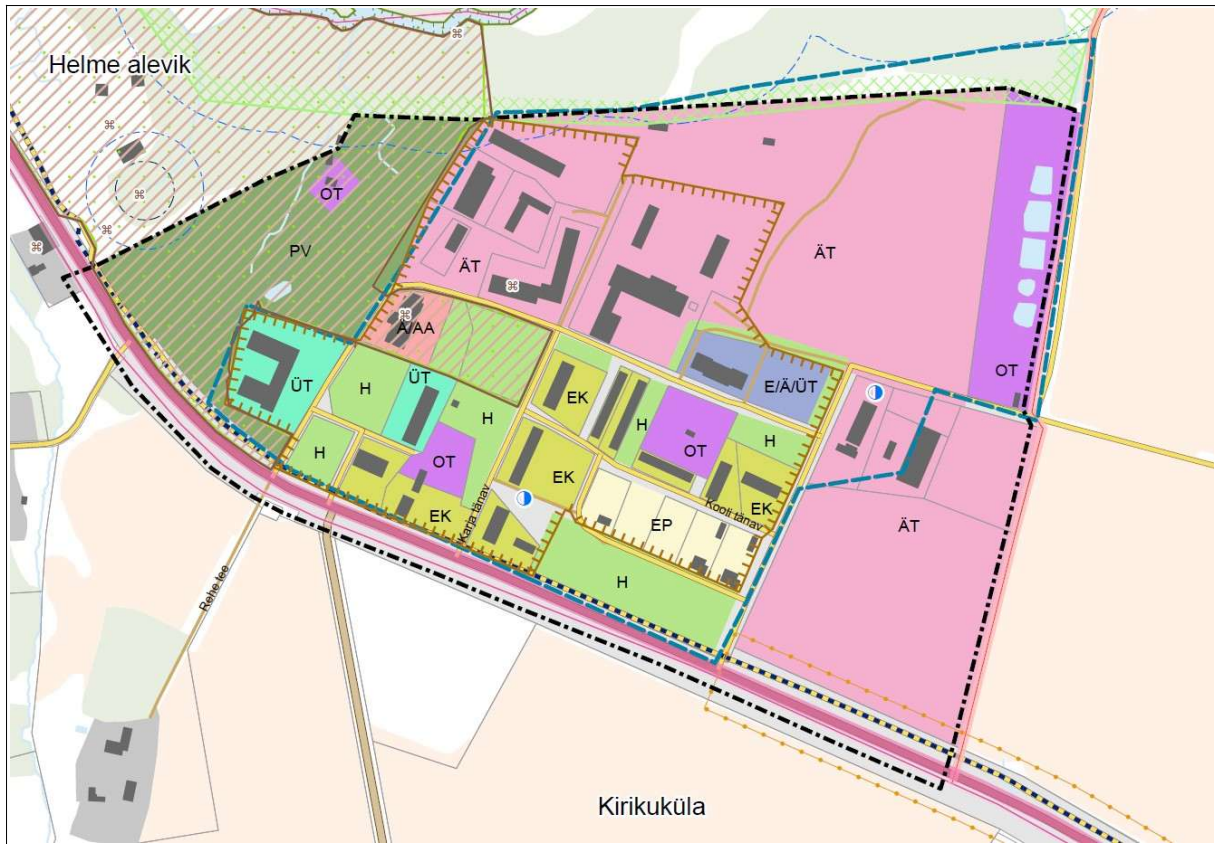 Helme alevik
OT
PV
ÄT
ÄT
Ä/AA
OT
ÜT
H
ÜT
H
EK
E/Ä/ÜT
H
H
OT
H
OT
EK
EK
EK
Karja tänav
EP
Kooli tänav
ÄT
H
Rehe tee
Kirikuküla